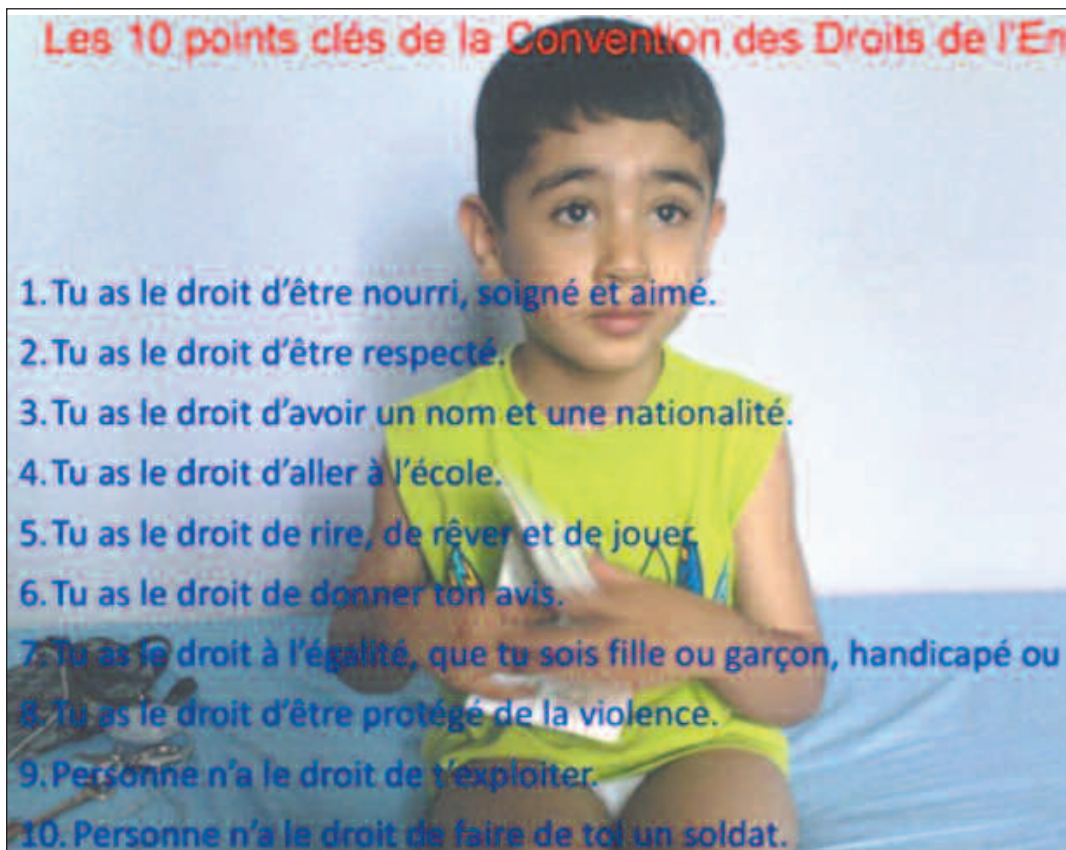 Les 10 points clés de la Convention des Droits de l'En
1. Tu as le droit d'être nourri, soigné et aimé.
2. Tu as le droit d'être respecté.
3. Tu as le droit d'avoir un nom et une nationalité.
4. Tu as le droit d'aller à l'école.
5. Tu as le droit de rire, de rêver et de jouer.
6. Tu as le droit de donner ton avis.
7. Tu as le droit à l'égalité, que tu sois fille ou garçon, handicapé ou
8. Tu as le droit d'être protégé de la violence.
9. Personne n'a le droit de t'exploiter.
10. Personne n'a le droit de faire de toi un soldat.